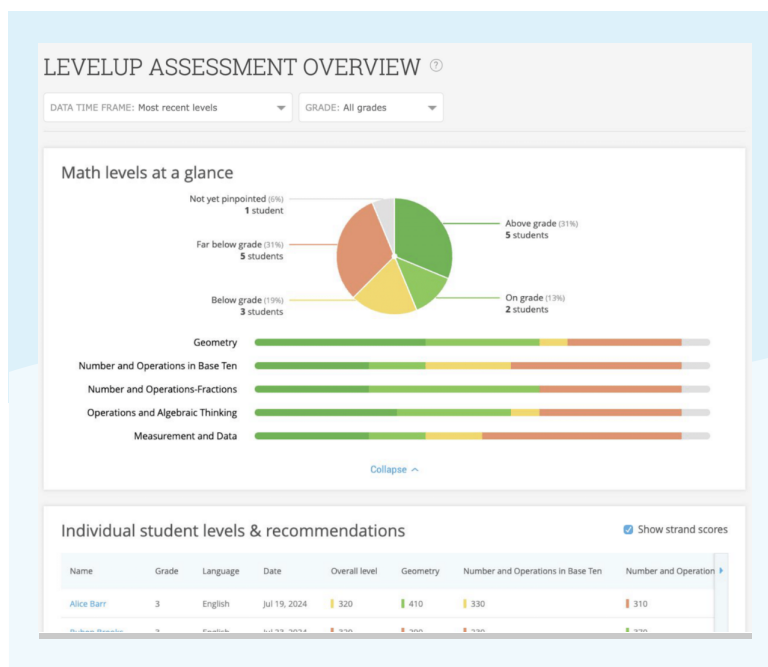 LEVELUP ASSESSMENT OVERVIEW ?
DATA TIME FRAME: Most recent levels
GRADE: All grades
Math levels at a glance
Not yet pinpointed (6%)
1 student
Above grade (31%)
5 students
Far below grade (31%)
5 students
On grade (13%)
2 students
Below grade (19%)
3 students
Geometry
Number and Operations in Base Ten
Number and Operations-Fractions
Operations and Algebraic Thinking
Measurement and Data
Collapse
Individual student levels & recommendations
Show strand scores
Name Grade Language Date Overall level Geometry Number and Operations in Base Ten Number and Operation
Alice Barr 3 English Jul 19, 2024 320 410 330 310